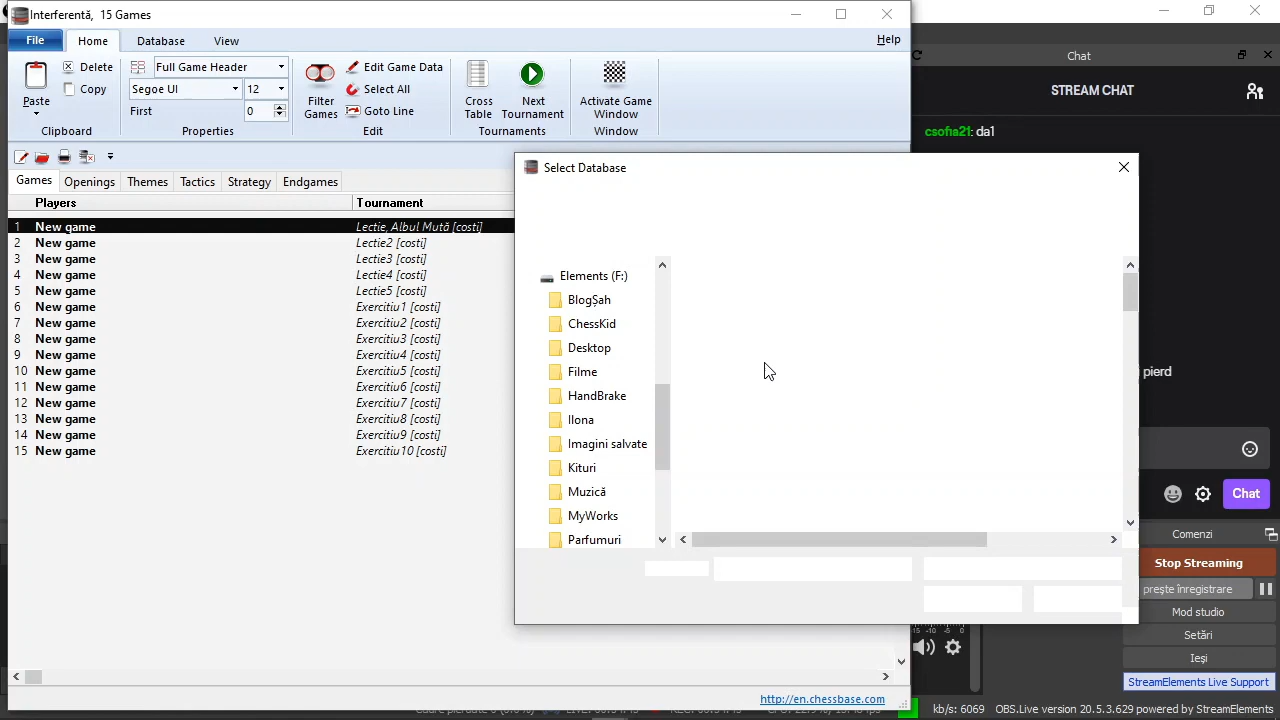 Interferentă, 15 Games
File Home Database View Help
Paste
Delete
Copy
Clipboard
Full Game Header
Segoe UI 12
First 0
Properties
Filter Games
Edit Game Data
Select All
Goto Line
Edit
Cross Table
Next Tournament
Tournaments
Activate Game Window
Window
Games Openings Themes Tactics Strategy Endgames
Players Tournament
1 New game Lectie, Albul Mută [costi]
2 New game Lectie2 [costi]
3 New game Lectie3 [costi]
4 New game Lectie4 [costi]
5 New game Lectie5 [costi]
6 New game Exercitiu1 [costi]
7 New game Exercitiu2 [costi]
8 New game Exercitiu3 [costi]
9 New game Exercitiu4 [costi]
10 New game Exercitiu5 [costi]
11 New game Exercitiu6 [costi]
12 New game Exercitiu7 [costi]
13 New game Exercitiu8 [costi]
14 New game Exercitiu9 [costi]
15 New game Exercitiu10 [costi]
http://en.chessbase.com
Select Database
Elements (F:)
BlogȘah
ChessKid
Desktop
Filme
HandBrake
Ilona
Imagini salvate
Kituri
Muzică
MyWorks
Parfumuri
Chat
STREAM CHAT
csofia21: da1
pierd
Chat
Comenzi
Stop Streaming
prește înregistrare
Mod studio
Setări
Ieși
StreamElements Live Support
-15 -10 -5 0
kb/s: 6069 OBS.Live version 20.5.3.629 powered by StreamElements